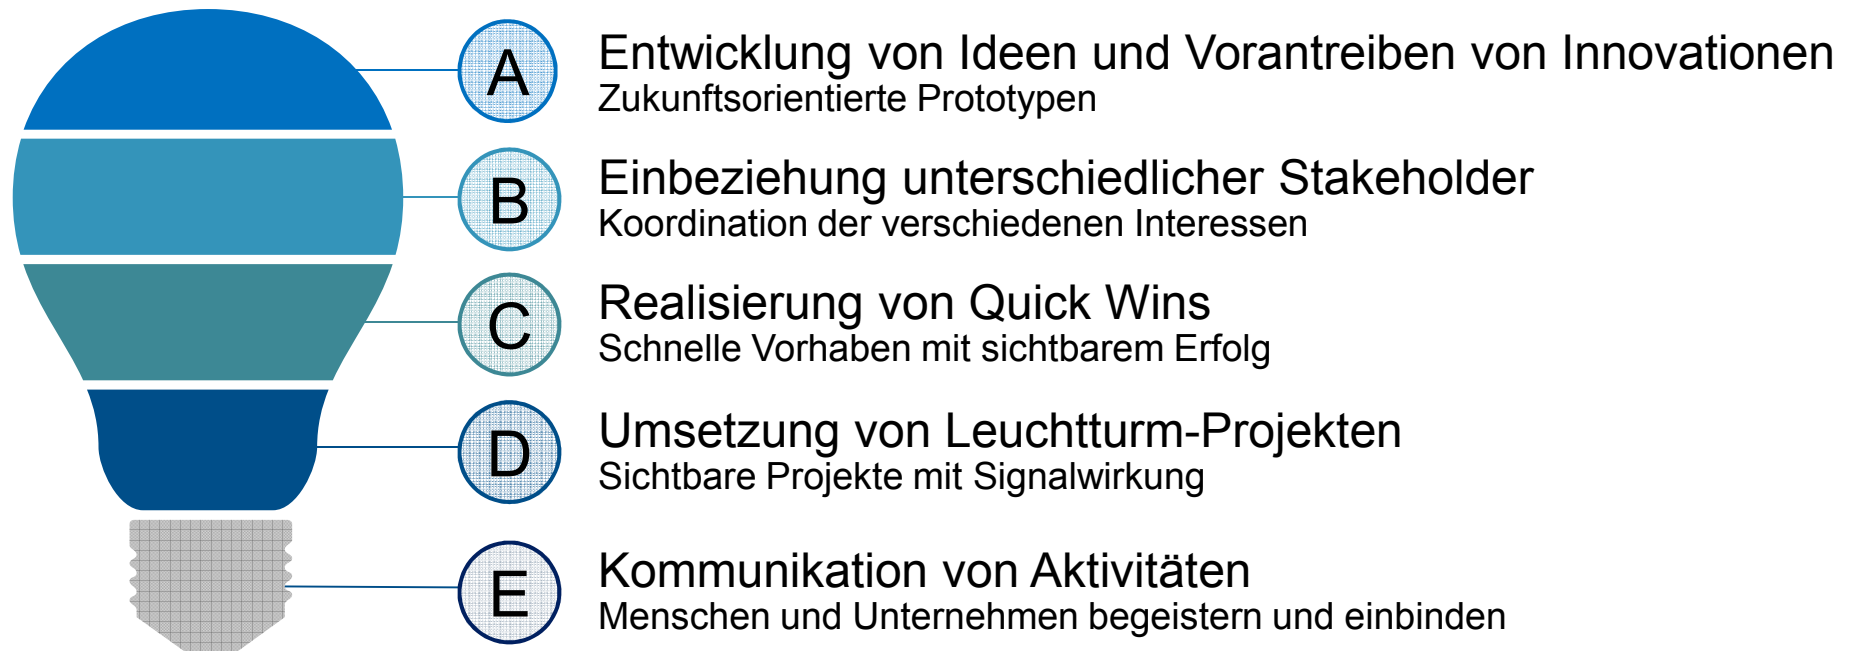 A
Entwicklung von Ideen und Vorantreiben von Innovationen
Zukunftsorientierte Prototypen
B
Einbeziehung unterschiedlicher Stakeholder
Koordination der verschiedenen Interessen
C
Realisierung von Quick Wins
Schnelle Vorhaben mit sichtbarem Erfolg
D
Umsetzung von Leuchtturm-Projekten
Sichtbare Projekte mit Signalwirkung
E
Kommunikation von Aktivitäten
Menschen und Unternehmen begeistern und einbinden